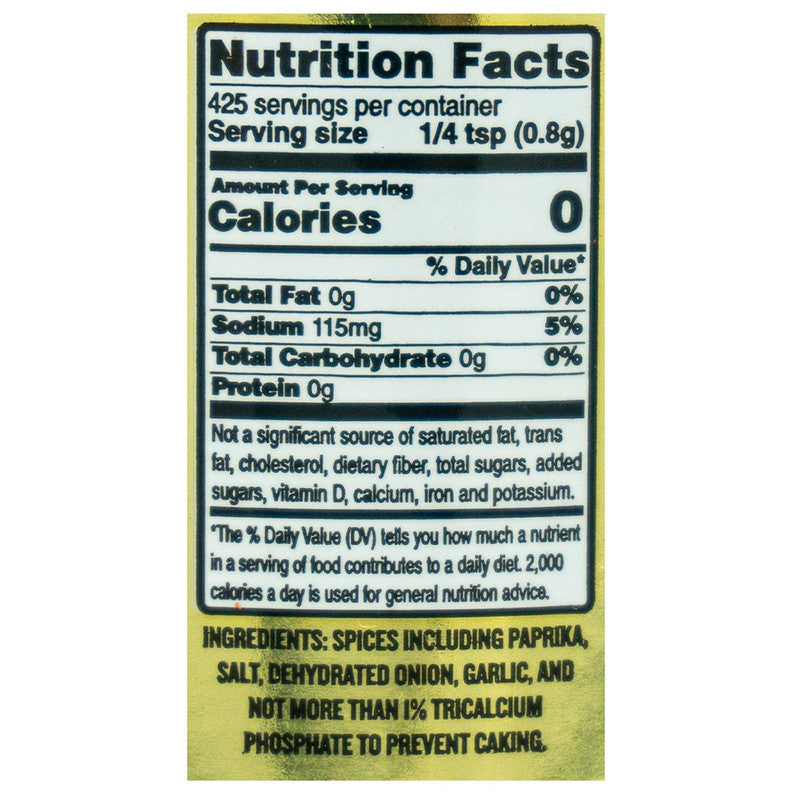 Nutrition Facts
425 servings per container
Serving size 1/4 tsp (0.8g)
Amount Per Serving
Calories 0
% Daily Value*
Total Fat 0g 0%
Sodium 115mg 5%
Total Carbohydrate 0g 0%
Protein 0g
Not a significant source of saturated fat, trans
fat, cholesterol, dietary fiber, total sugars, added
sugars, vitamin D, calcium, iron and potassium.
*The % Daily Value (DV) tells you how much a nutrient
in a serving of food contributes to a daily diet. 2,000
calories a day is used for general nutrition advice.
INGREDIENTS: SPICES INCLUDING PAPRIKA,
SALT, DEHYDRATED ONION, GARLIC, AND
NOT MORE THAN 1% TRICALCIUM
PHOSPHATE TO PREVENT CAKING.